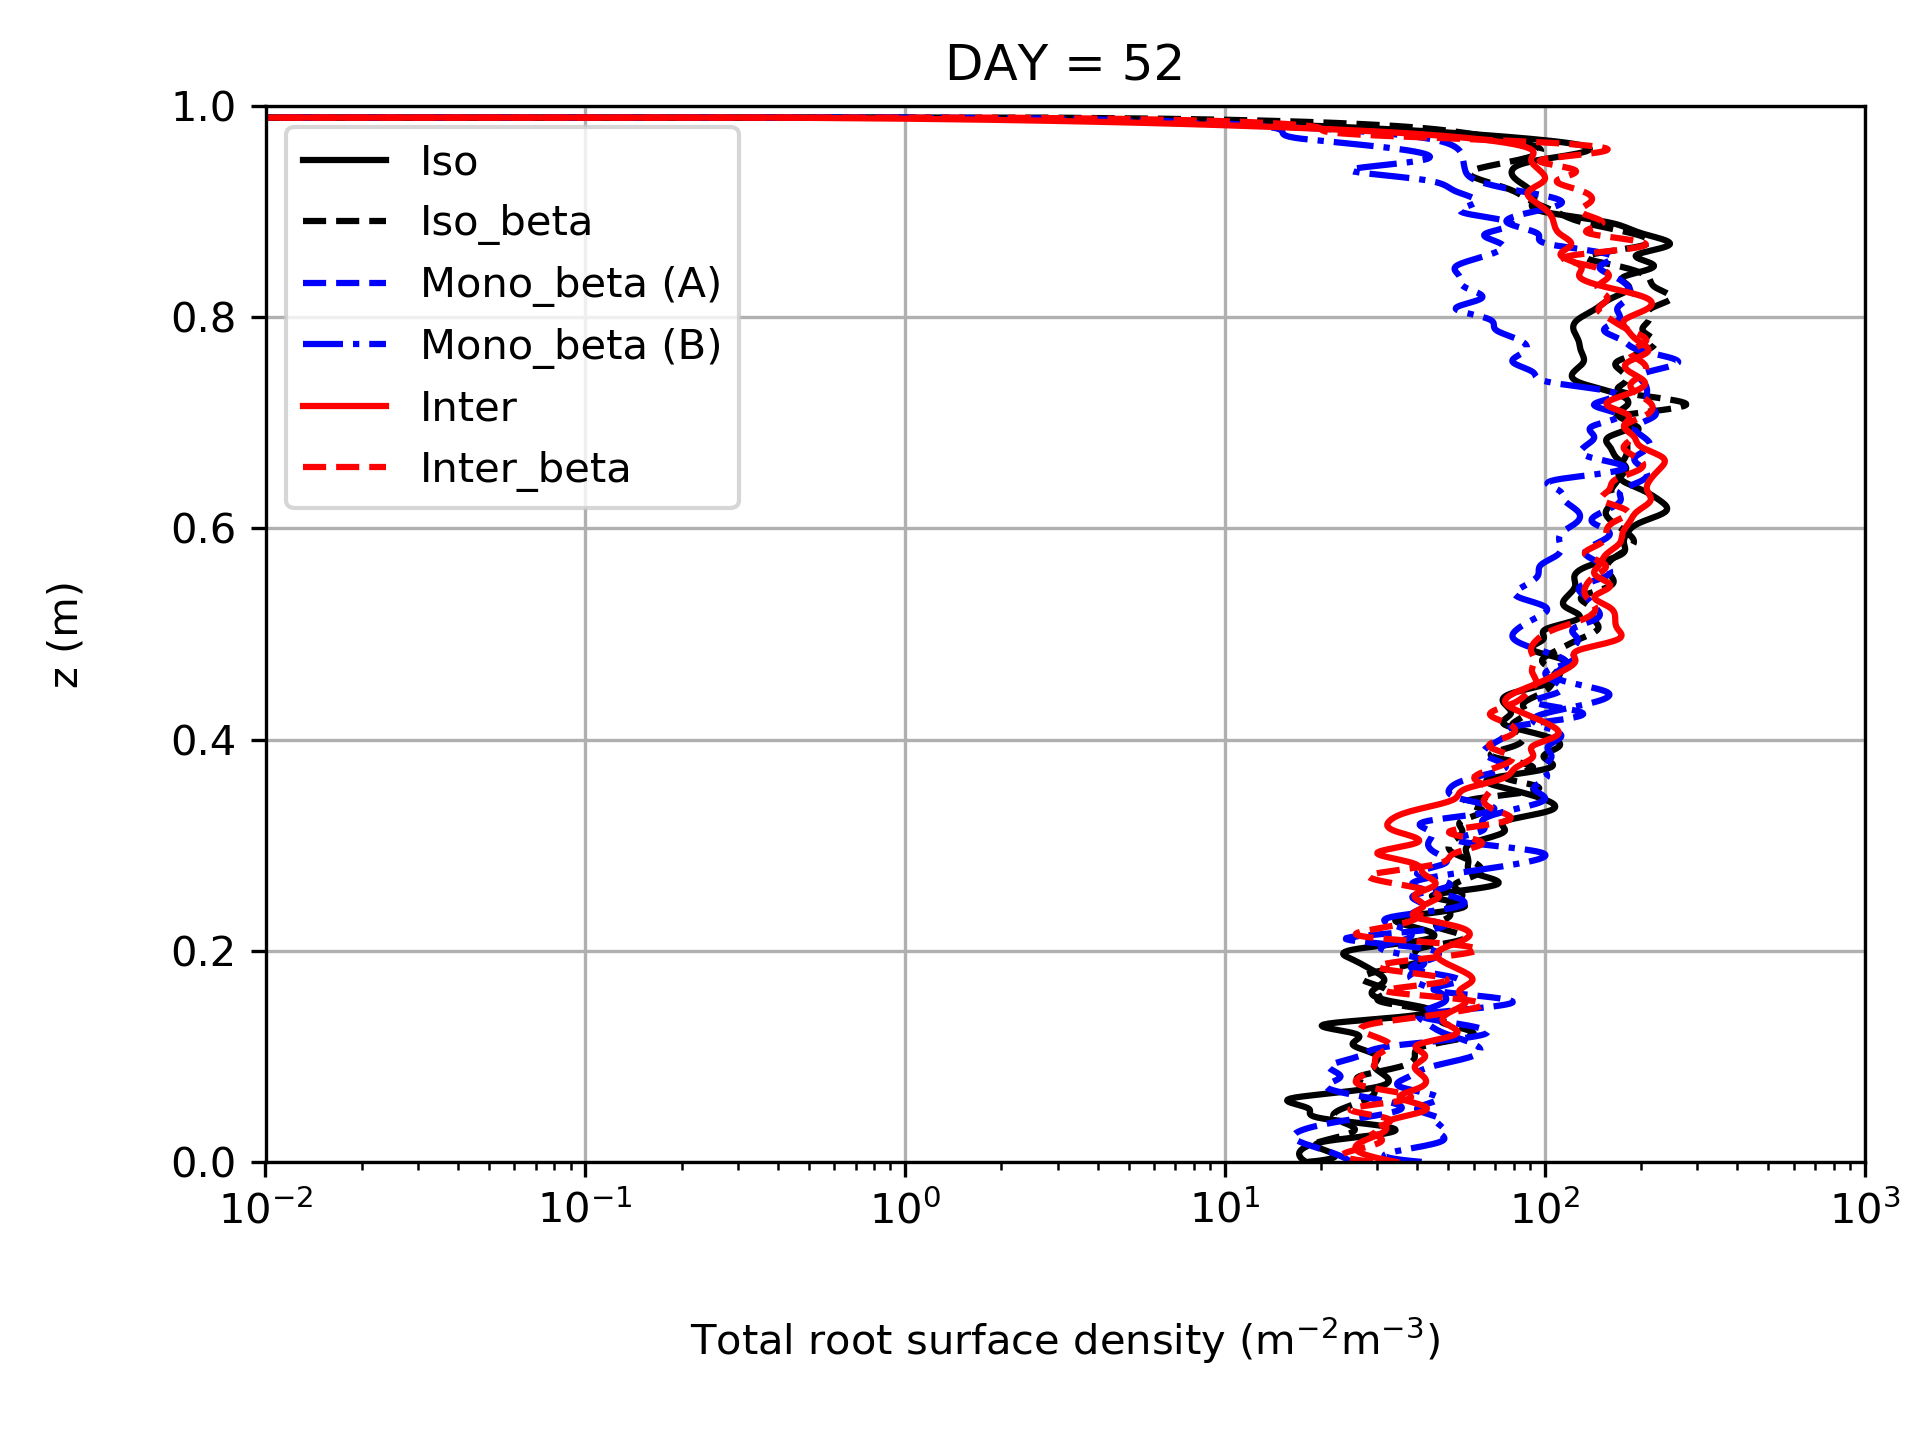 DAY = 52
1.0
0.8
0.6
0.4
0.2
0.0
z (m)
Iso
Iso_beta
Mono_beta (A)
Mono_beta (B)
Inter
Inter_beta
10⁻² 10⁻¹ 10⁰ 10¹ 10² 10³
Total root surface density (m⁻²m⁻³)